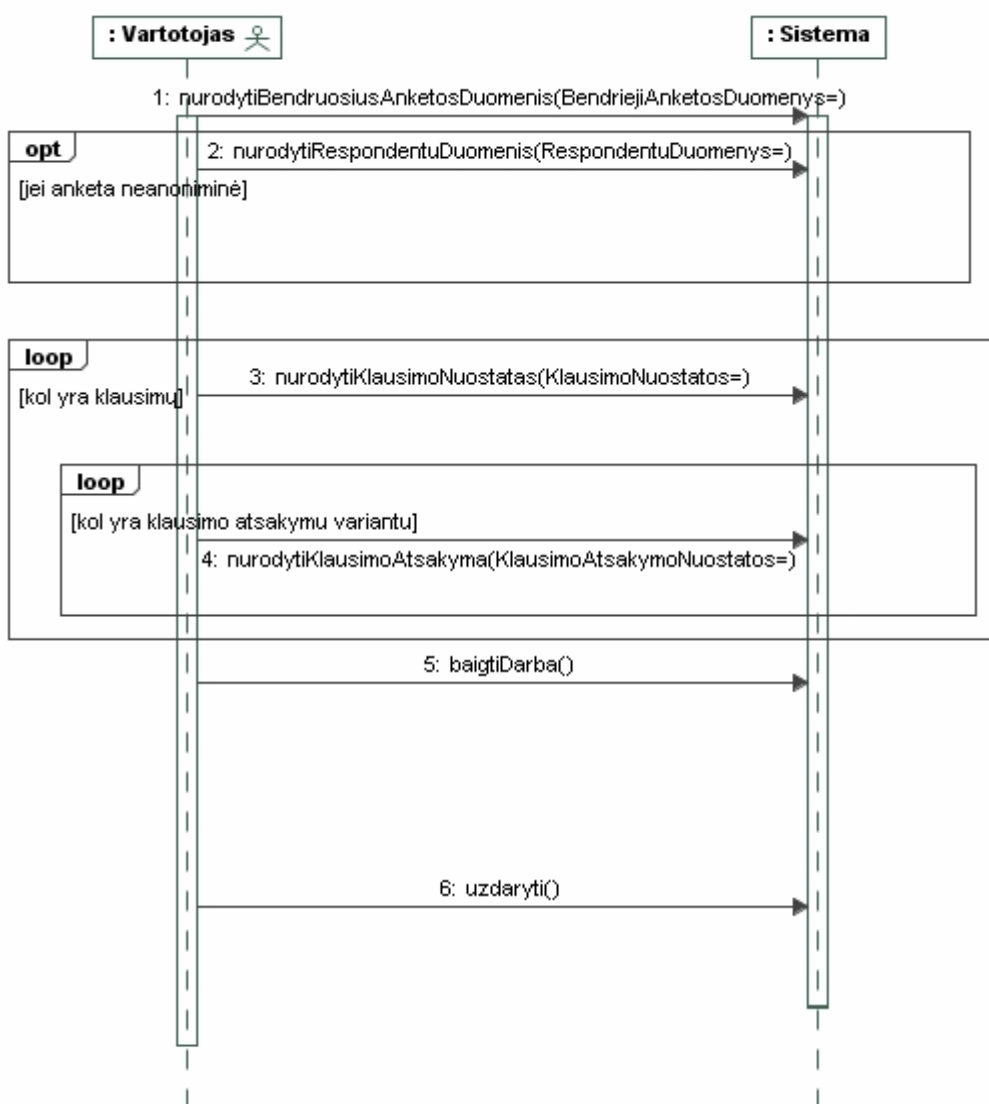 : Vartotojas
: Sistema
1: nurodytiBendruosiusAnketosDuomenis(BendriejiAnketosDuomenys=)
opt
2: nurodytiRespondentuDuomenis(RespondentuDuomenys=)
[jei anketa neanoniminė]
loop
3: nurodytiKlausimoNuostatas(KlausimoNuostatos=)
[kol yra klausimų]
loop
[kol yra klausimo atsakymu variantu]
4: nurodytiKlausimoAtsakyma(KlausimoAtsakymoNuostatos=)
5: baigtiDarba()
6: uzdaryti()